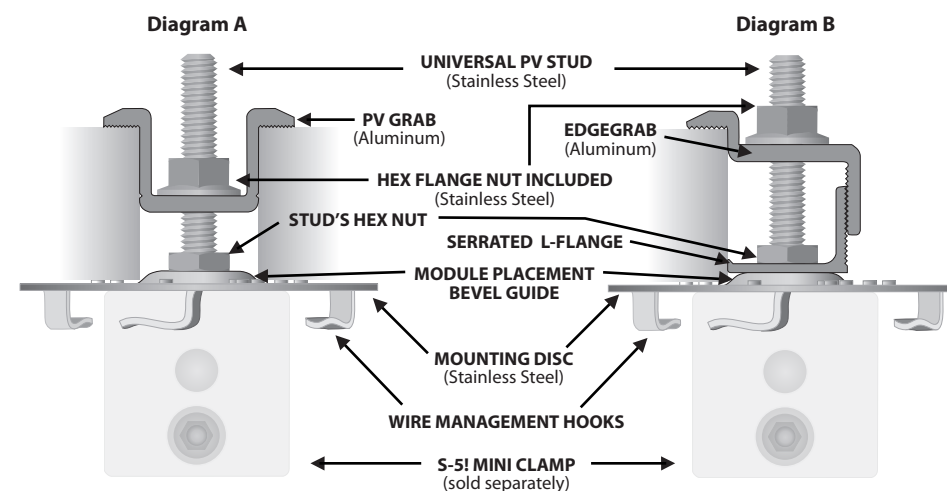 Diagram A
Diagram B
UNIVERSAL PV STUD
(Stainless Steel)
PV GRAB
(Aluminum)
EDGEGRAB
(Aluminum)
HEX FLANGE NUT INCLUDED
(Stainless Steel)
STUD'S HEX NUT
SERRATED L-FLANGE
MODULE PLACEMENT
BEVEL GUIDE
MOUNTING DISC
(Stainless Steel)
WIRE MANAGEMENT HOOKS
S-5! MINI CLAMP
(sold separately)